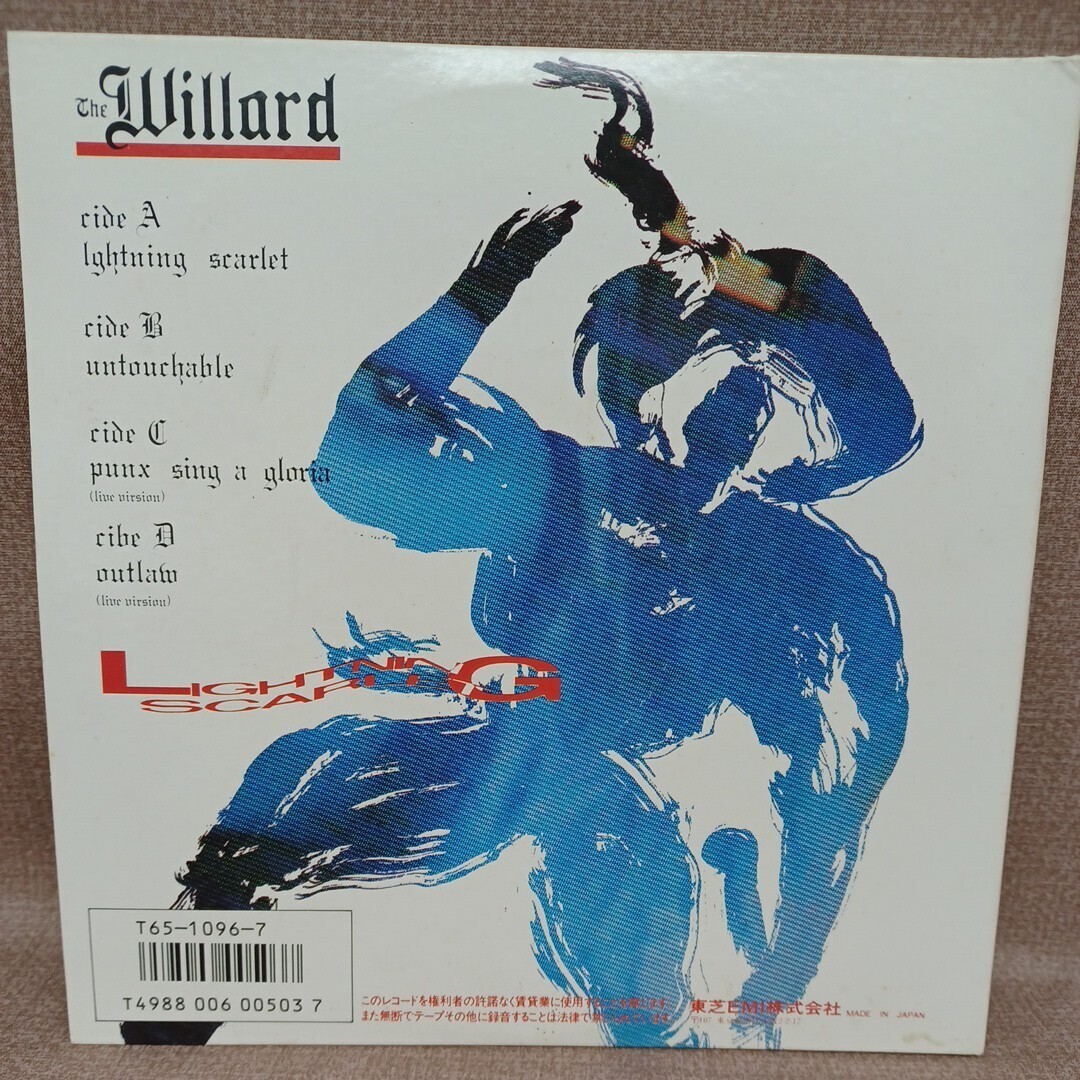 The Willard
cide A
lghtning scarlet
cide B
untouchable
cide C
punx sing a gloria
(live virsion)
cibe D
outlaw
(live virsion)
LIGHTNING
SCARLET
T65-1096-7
T4988 006 00503 7
このレコードを権利者の許諾なく賃貸業に使用することを禁じます
また無断でテープその他に録音することは法律で禁じられています
東芝EMI株式会社 MADE IN JAPAN